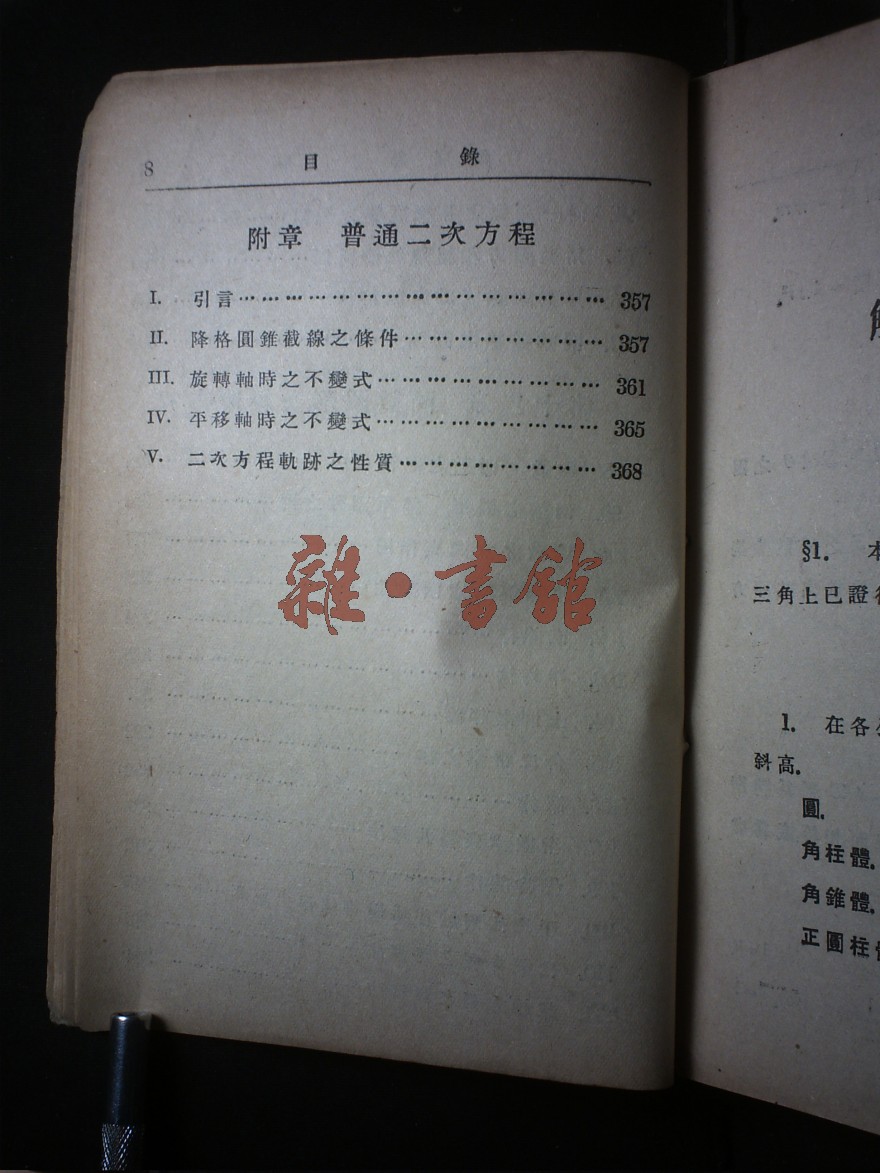 8 目 錄
附章 普通二次方程
I. 引言 … … … … … … … … … … … … … … … 357
II. 降格圓錐截線之條件 … … … … … … … … 357
III. 旋轉軸時之不變式 … … … … … … … … … 361
IV. 平移軸時之不變式 … … … … … … … … … 365
V. 二次方程軌跡之性質 … … … … … … … … 368
雜•書館
§1. 本
三角上已證
1. 在各
斜高.
圓.
角柱體.
角錐體.
正圓柱